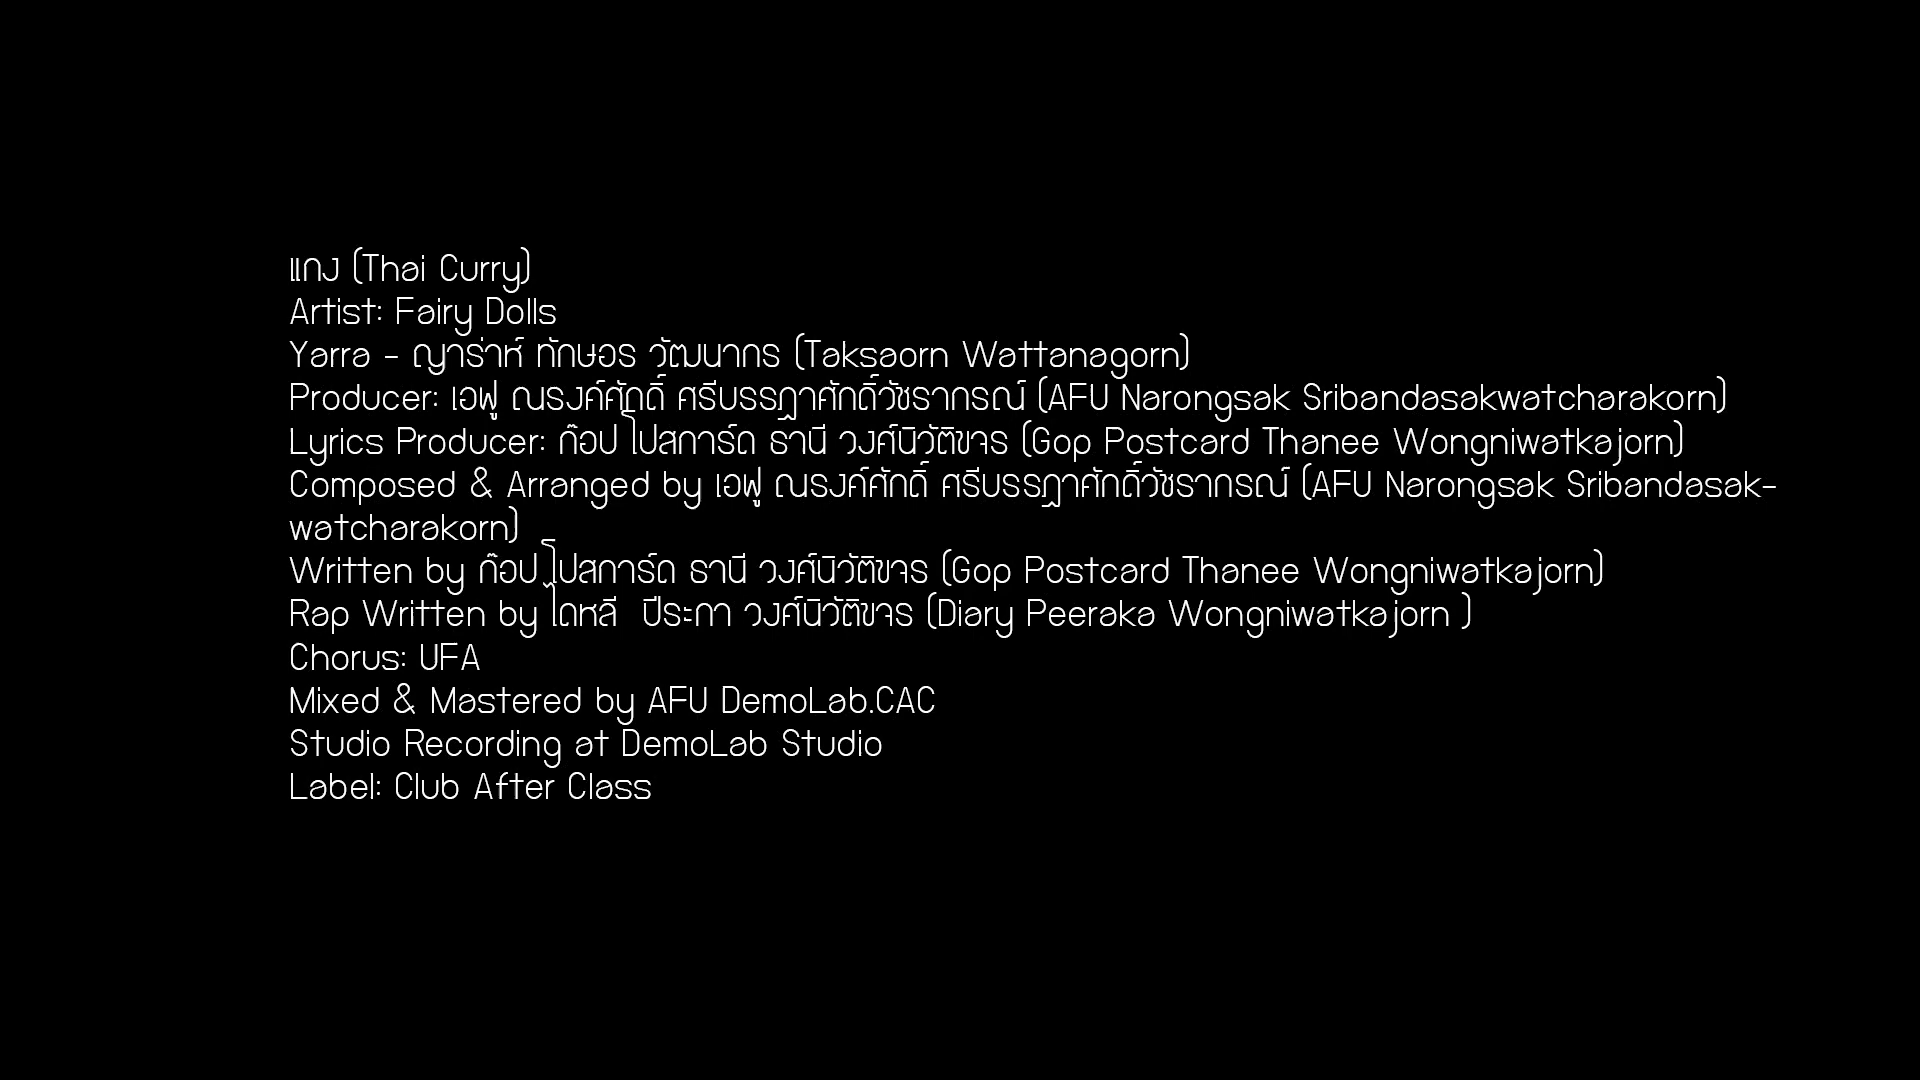 แกง (Thai Curry)
Artist: Fairy Dolls
Yarra - ญาร่าห์ ทักษอร วัฒนากร (Taksaorn Wattanagorn)
Producer: เอฟู ณรงค์ศักดิ์ ศรีบรรฎาศักดิ์วัชรากรณ์ (AFU Narongsak Sribandasakwatcharakorn)
Lyrics Producer: ก๊อป โปสการ์ด ธานี วงศ์นิวัติขจร (Gop Postcard Thanee Wongniwatkajorn)
Composed & Arranged by เอฟู ณรงค์ศักดิ์ ศรีบรรฎาศักดิ์วัชรากรณ์ (AFU Narongsak Sribandasak-
watcharakorn)
Written by ก๊อป โปสการ์ด ธานี วงศ์นิวัติขจร (Gop Postcard Thanee Wongniwatkajorn)
Rap Written by ไดหลี  ปีระกา วงศ์นิวัติขจร (Diary Peeraka Wongniwatkajorn )
Chorus: UFA
Mixed & Mastered by AFU DemoLab.CAC
Studio Recording at DemoLab Studio
Label: Club After Class